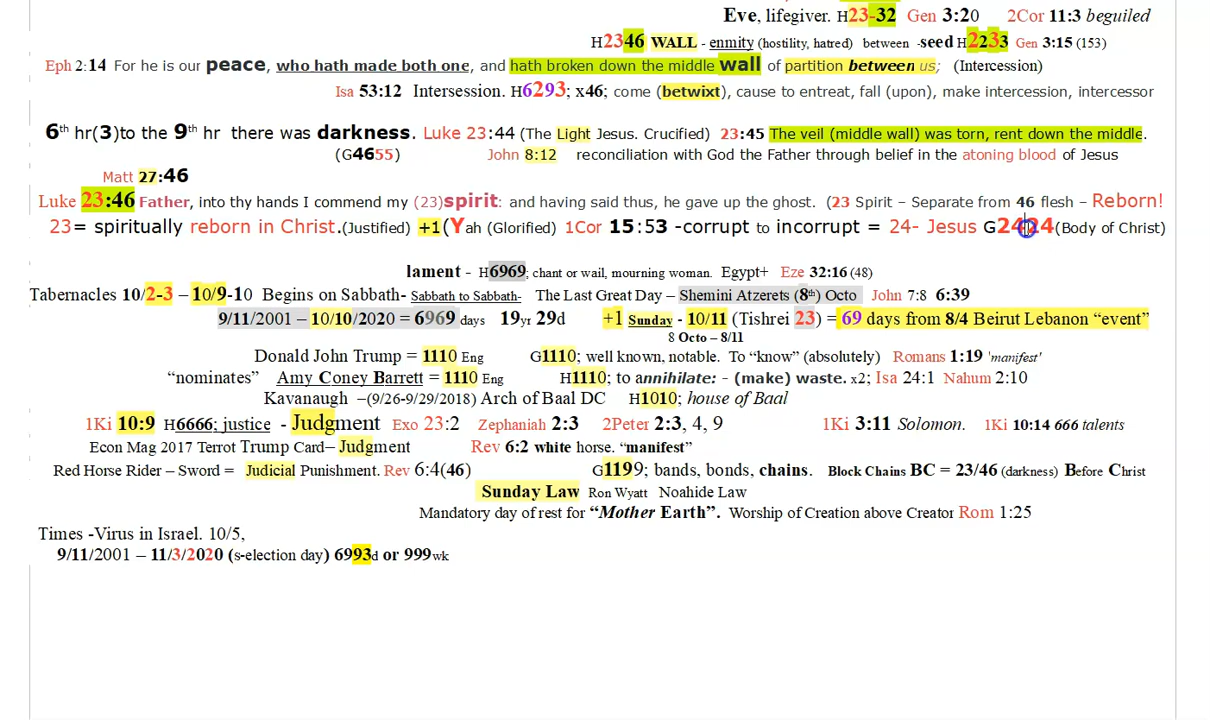 Eve, lifegiver. H23-32 Gen 3:20 2Cor 11:3 beguiled
H2346 WALL - enmity (hostility, hatred) between -seed H2233 Gen 3:15 (153)
Eph 2:14 For he is our peace, who hath made both one, and hath broken down the middle wall of partition between us; (Intercession)
Isa 53:12 Intersession. H6293; x46; come (betwixt), cause to entreat, fall (upon), make intercession, intercessor
6th hr(3)to the 9th hr there was darkness. Luke 23:44 (The Light Jesus. Crucified) 23:45 The veil (middle wall) was torn, rent down the middle.
(G4655) John 8:12 reconciliation with God the Father through belief in the atoning blood of Jesus
Matt 27:46
Luke 23:46 Father, into thy hands I commend my (23)spirit: and having said thus, he gave up the ghost. (23 Spirit – Separate from 46 flesh – Reborn!
23= spiritually reborn in Christ.(Justified) +1(Yah (Glorified) 1Cor 15:53 -corrupt to incorrupt = 24- Jesus G2424(Body of Christ)
lament - H6969; chant or wail, mourning woman. Egypt+ Eze 32:16 (48)
Tabernacles 10/2-3 – 10/9-10 Begins on Sabbath- Sabbath to Sabbath- The Last Great Day – Shemini Atzerets (8th) Octo John 7:8 6:39
9/11/2001 – 10/10/2020 = 6969 days 19yr 29d +1 Sunday - 10/11 (Tishrei 23) = 69 days from 8/4 Beirut Lebanon “event”
8 Octo – 8/11
Donald John Trump = 1110 Eng G1110; well known, notable. To “know” (absolutely) Romans 1:19 'manifest'
“nominates” Amy Coney Barrett = 1110 Eng H1110; to annihilate: - (make) waste. x2; Isa 24:1 Nahum 2:10
Kavanaugh –(9/26-9/29/2018) Arch of Baal DC H1010; house of Baal
1Ki 10:9 H6666; justice - Judgment Exo 23:2 Zephaniah 2:3 2Peter 2:3, 4, 9 1Ki 3:11 Solomon. 1Ki 10:14 666 talents
Econ Mag 2017 Terrot Trump Card– Judgment Rev 6:2 white horse. “manifest”
Red Horse Rider – Sword = Judicial Punishment. Rev 6:4(46) G1199; bands, bonds, chains. Block Chains BC = 23/46 (darkness) Before Christ
Sunday Law Ron Wyatt Noahide Law
Mandatory day of rest for “Mother Earth”. Worship of Creation above Creator Rom 1:25
Times -Virus in Israel. 10/5,
9/11/2001 – 11/3/2020 (s-election day) 6993d or 999wk